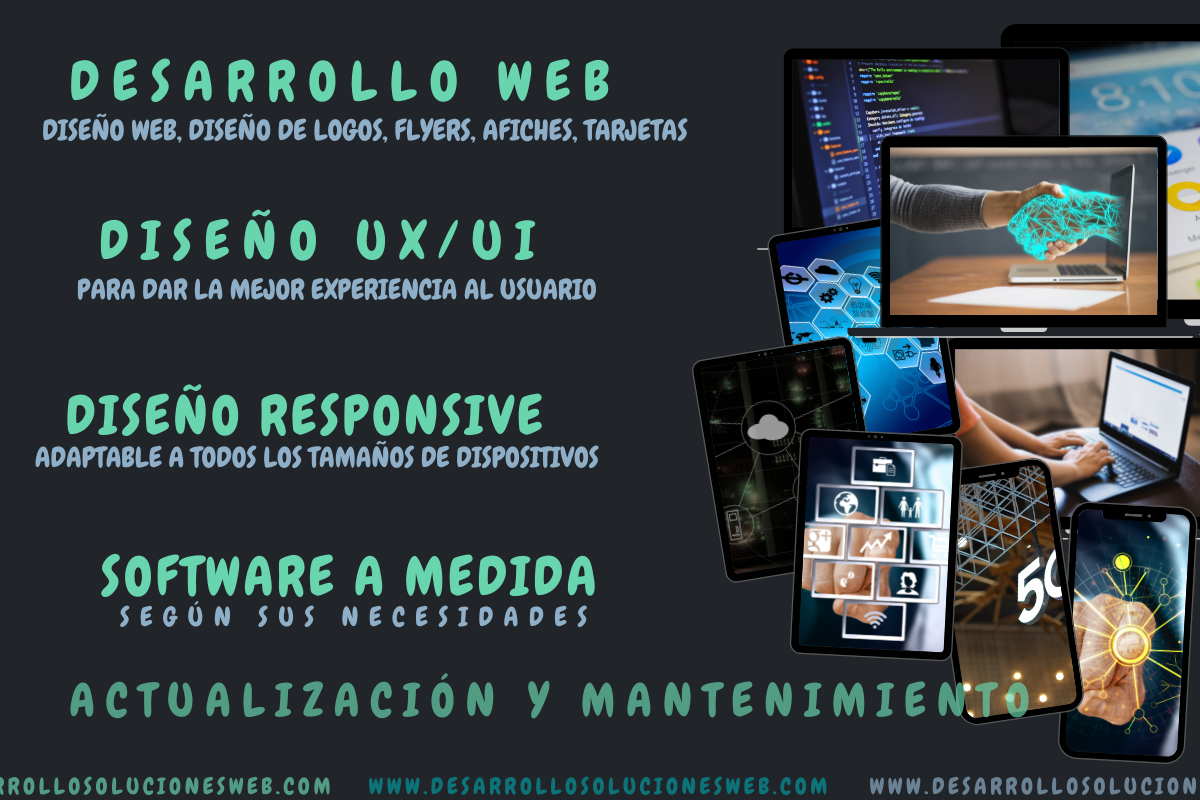 DESARROLLO WEB
DISEÑO WEB, DISEÑO DE LOGOS, FLYERS, AFICHES, TARJETAS
DISEÑO UX/UI
PARA DAR LA MEJOR EXPERIENCIA AL USUARIO
DISEÑO RESPONSIVE
ADAPTABLE A TODOS LOS TAMAÑOS DE DISPOSITIVOS
SOFTWARE A MEDIDA
SEGÚN SUS NECESIDADES
ACTUALIZACIÓN Y MANTENIMIENTO
RROLLOSOLUCIONESWEB.COM WWW.DESARROLLOSOLUCIONESWEB.COM WWW.DESARROLLOSOLUCION
8:10
5G